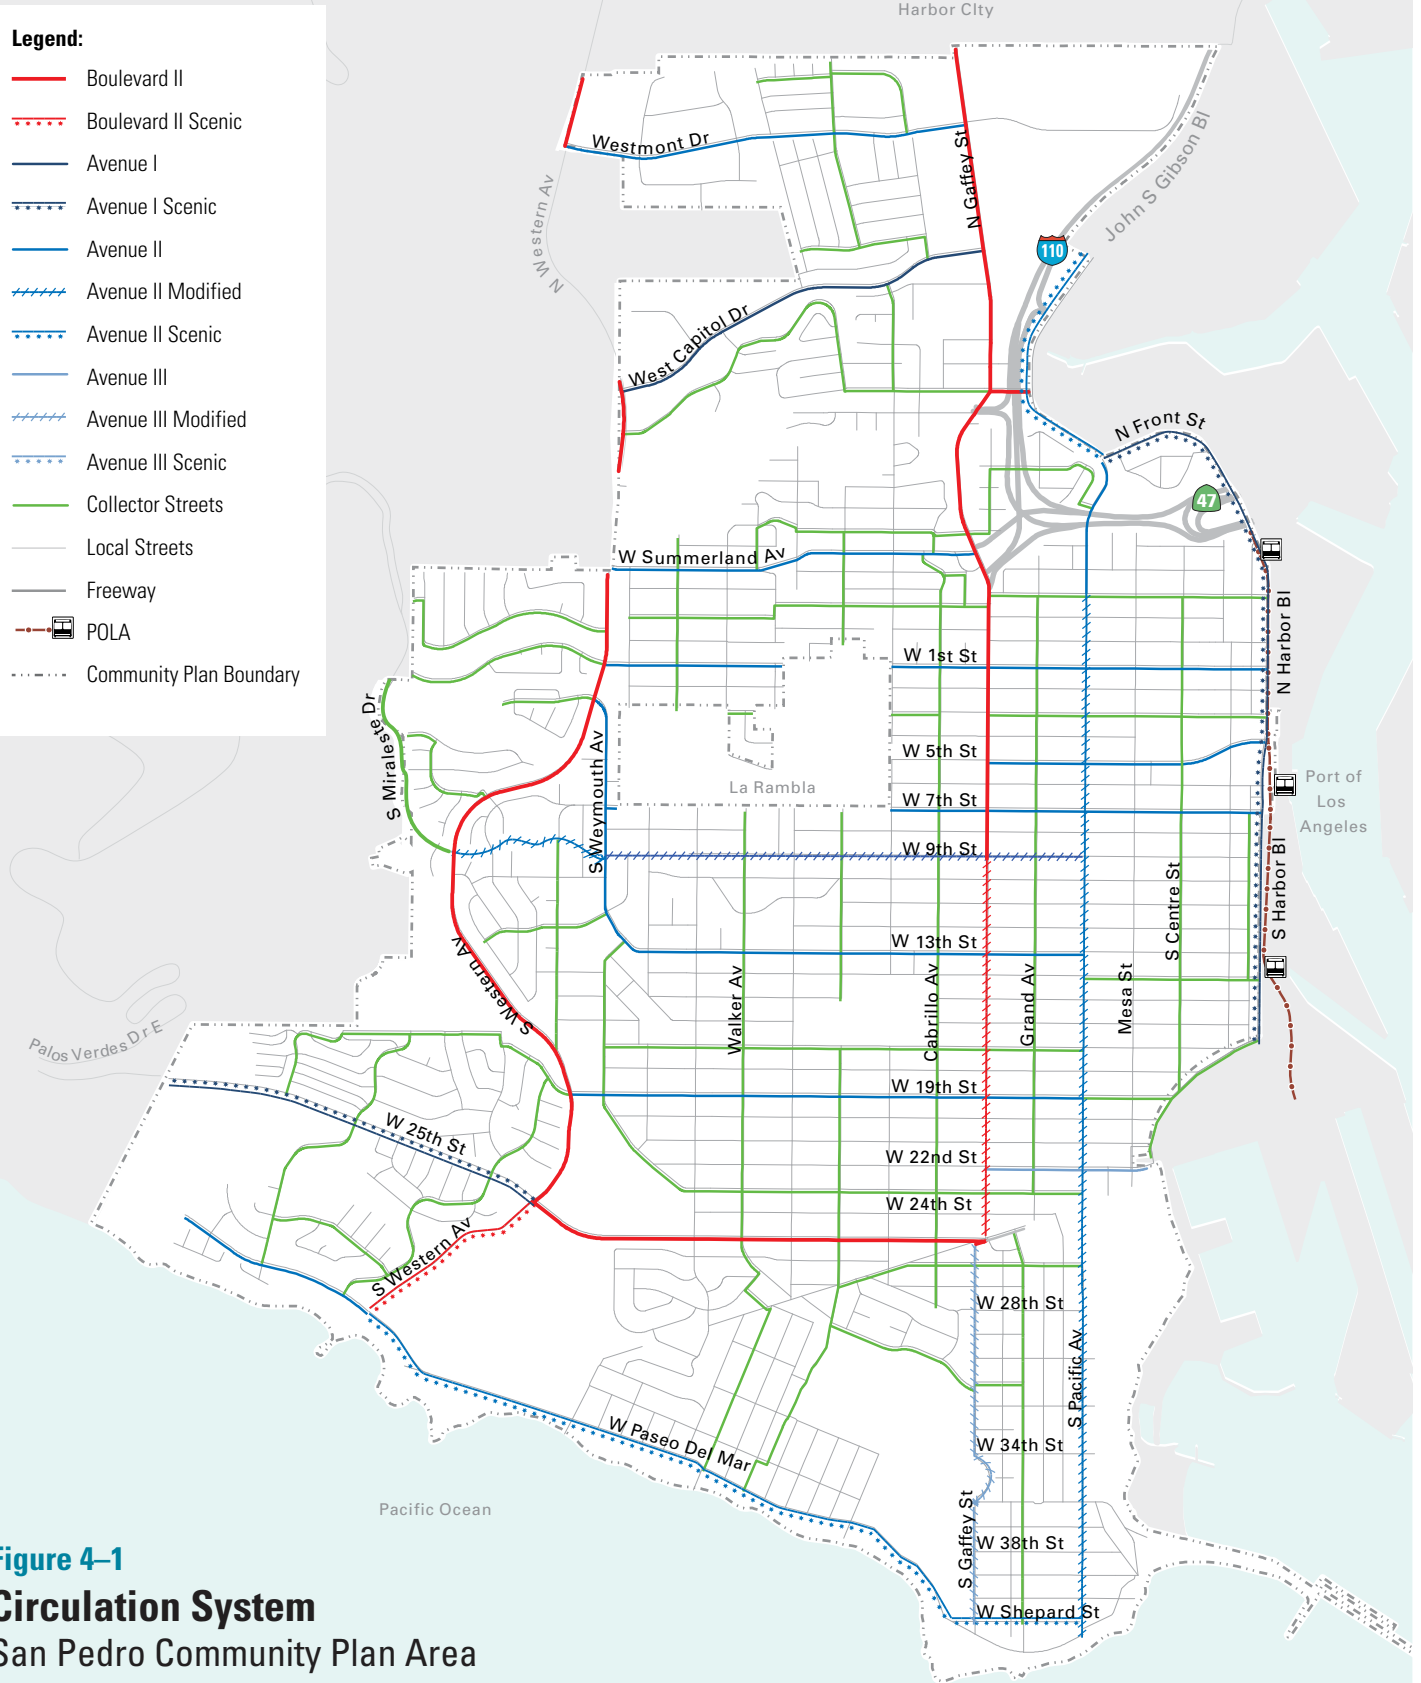 Harbor CIty
Legend:
Boulevard II
Boulevard II Scenic
Avenue I
Avenue I Scenic
Avenue II
Avenue II Modified
Avenue II Scenic
Avenue III
Avenue III Modified
Avenue III Scenic
Collector Streets
Local Streets
Freeway
POLA
Community Plan Boundary
Westmont Dr
N Gaffey St
John S Gibson Bl
N Western Av
110
West Capitol Dr
N Front St
47
W Summerland Av
N Harbor Bl
W 1st St
S Miraleste Dr
S Weymouth Av
W 5th St
La Rambla
Port of
Los
Angeles
W 7th St
W 9th St
S Harbor Bl
S Centre St
W 13th St
S Western Av
Walker Av
Cabrillo Av
Grand Av
Mesa St
Palos Verdes Dr E
W 19th St
W 25th St
W 22nd St
W 24th St
S Western Av
W 28th St
S Pacific Av
W Paseo Del Mar
W 34th St
Pacific Ocean
S Gaffey St
W 38th St
W Shepard St
Figure 4–1
Circulation System
San Pedro Community Plan Area